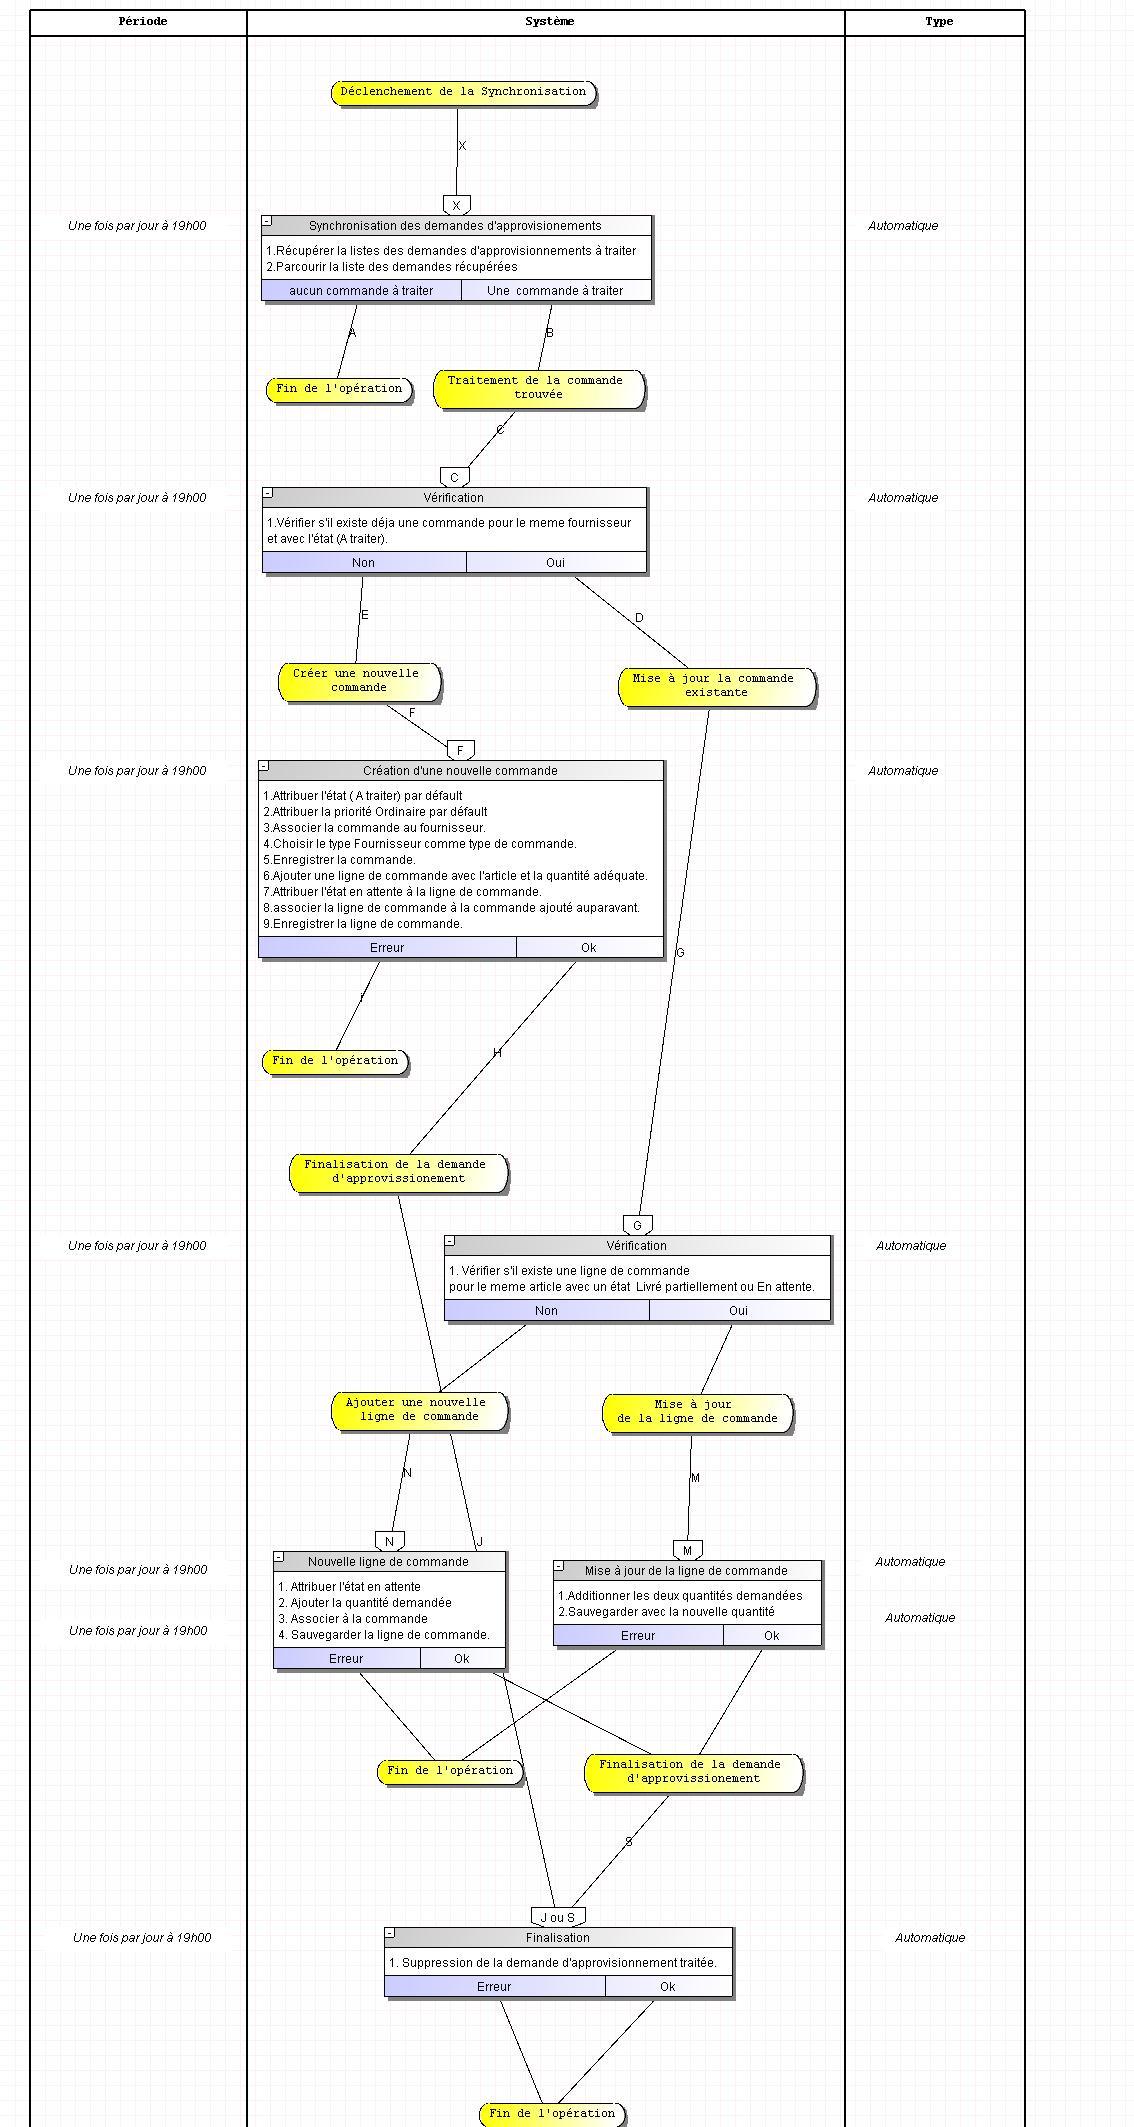 Période
Système
Type
Déclenchement de la Synchronisation
X
X
Une fois par jour à 19h00
Synchronisation des demandes d'approvisionements
Automatique
1.Récupérer la listes des demandes d'approvisionnements à traiter
2.Parcourir la liste des demandes récupérées
aucun commande à traiter
Une commande à traiter
A
B
Fin de l'opération
Traitement de la commande
trouvée
C
C
Une fois par jour à 19h00
Vérification
Automatique
1.Vérifier s'il existe déja une commande pour le meme fournisseur
et avec l'état (A traiter).
Non
Oui
E
D
Créer une nouvelle
commande
Mise à jour la commande
existante
F
F
Une fois par jour à 19h00
Création d'une nouvelle commande
Automatique
1.Attribuer l'état ( A traiter) par défault
2.Attribuer la priorité Ordinaire par défault
3.Associer la commande au fournisseur.
4.Choisir le type Fournisseur comme type de commande.
5.Enregistrer la commande.
6.Ajouter une ligne de commande avec l'article et la quantité adéquate.
7.Attribuer l'état en attente à la ligne de commande.
8.associer la ligne de commande à la commande ajouté auparavant.
9.Enregistrer la ligne de commande.
Erreur
Ok
G
I
Fin de l'opération
H
Finalisation de la demande
d'approvissionement
G
Une fois par jour à 19h00
Vérification
Automatique
1. Vérifier s'il existe une ligne de commande
pour le meme article avec un état Livré partiellement ou En attente.
Non
Oui
Ajouter une nouvelle
ligne de commande
Mise à jour
de la ligne de commande
N
M
J
N
M
Une fois par jour à 19h00
Nouvelle ligne de commande
Mise à jour de la ligne de commande
Automatique
1. Attribuer l'état en attente
2. Ajouter la quantité demandée
3. Associer à la commande
4. Sauvegarder la ligne de commande.
1.Additionner les deux quantités demandées
2.Sauvegarder avec la nouvelle quantité
Automatique
Une fois par jour à 19h00
Erreur
Ok
Erreur
Ok
Fin de l'opération
Finalisation de la demande
d'approvissionement
S
J ou S
Une fois par jour à 19h00
Finalisation
Automatique
1. Suppression de la demande d'approvisionnement traitée.
Erreur
Ok
Fin de l'opération